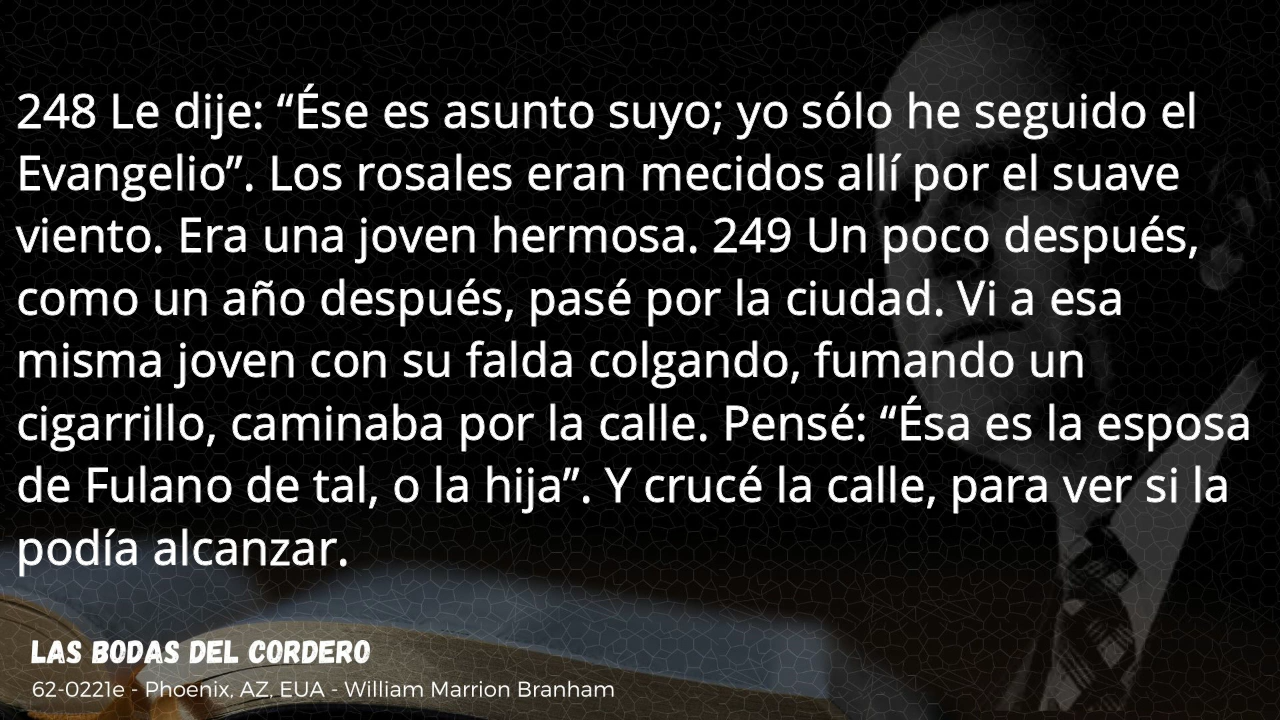 248 Le dije: “Ése es asunto suyo; yo sólo he seguido el
Evangelio”. Los rosales eran mecidos allí por el suave
viento. Era una joven hermosa. 249 Un poco después,
como un año después, pasé por la ciudad. Vi a esa
misma joven con su falda colgando, fumando un
cigarrillo, caminaba por la calle. Pensé: “Ésa es la esposa
de Fulano de tal, o la hija”. Y crucé la calle, para ver si la
podía alcanzar.
LAS BODAS DEL CORDERO
62-0221e - Phoenix, AZ, EUA - William Marrion Branham